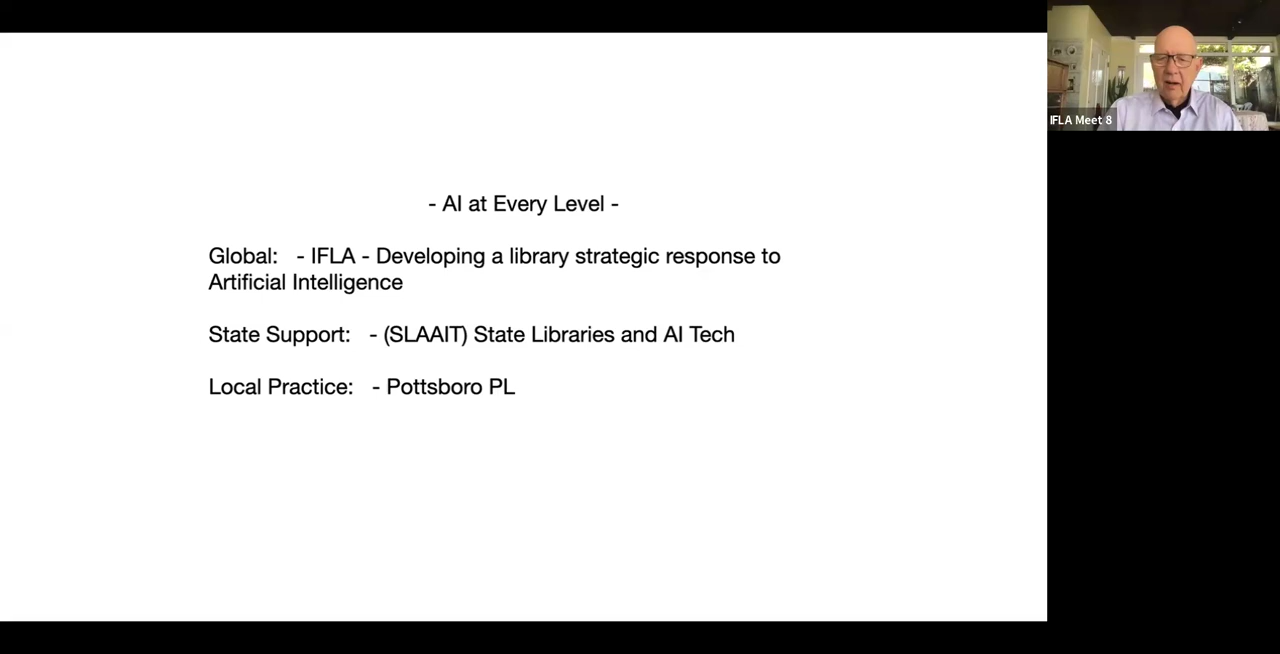 - AI at Every Level -
Global: - IFLA - Developing a library strategic response to
Artificial Intelligence
State Support: - (SLAAIT) State Libraries and AI Tech
Local Practice: - Pottsboro PL
IFLA Meet 8